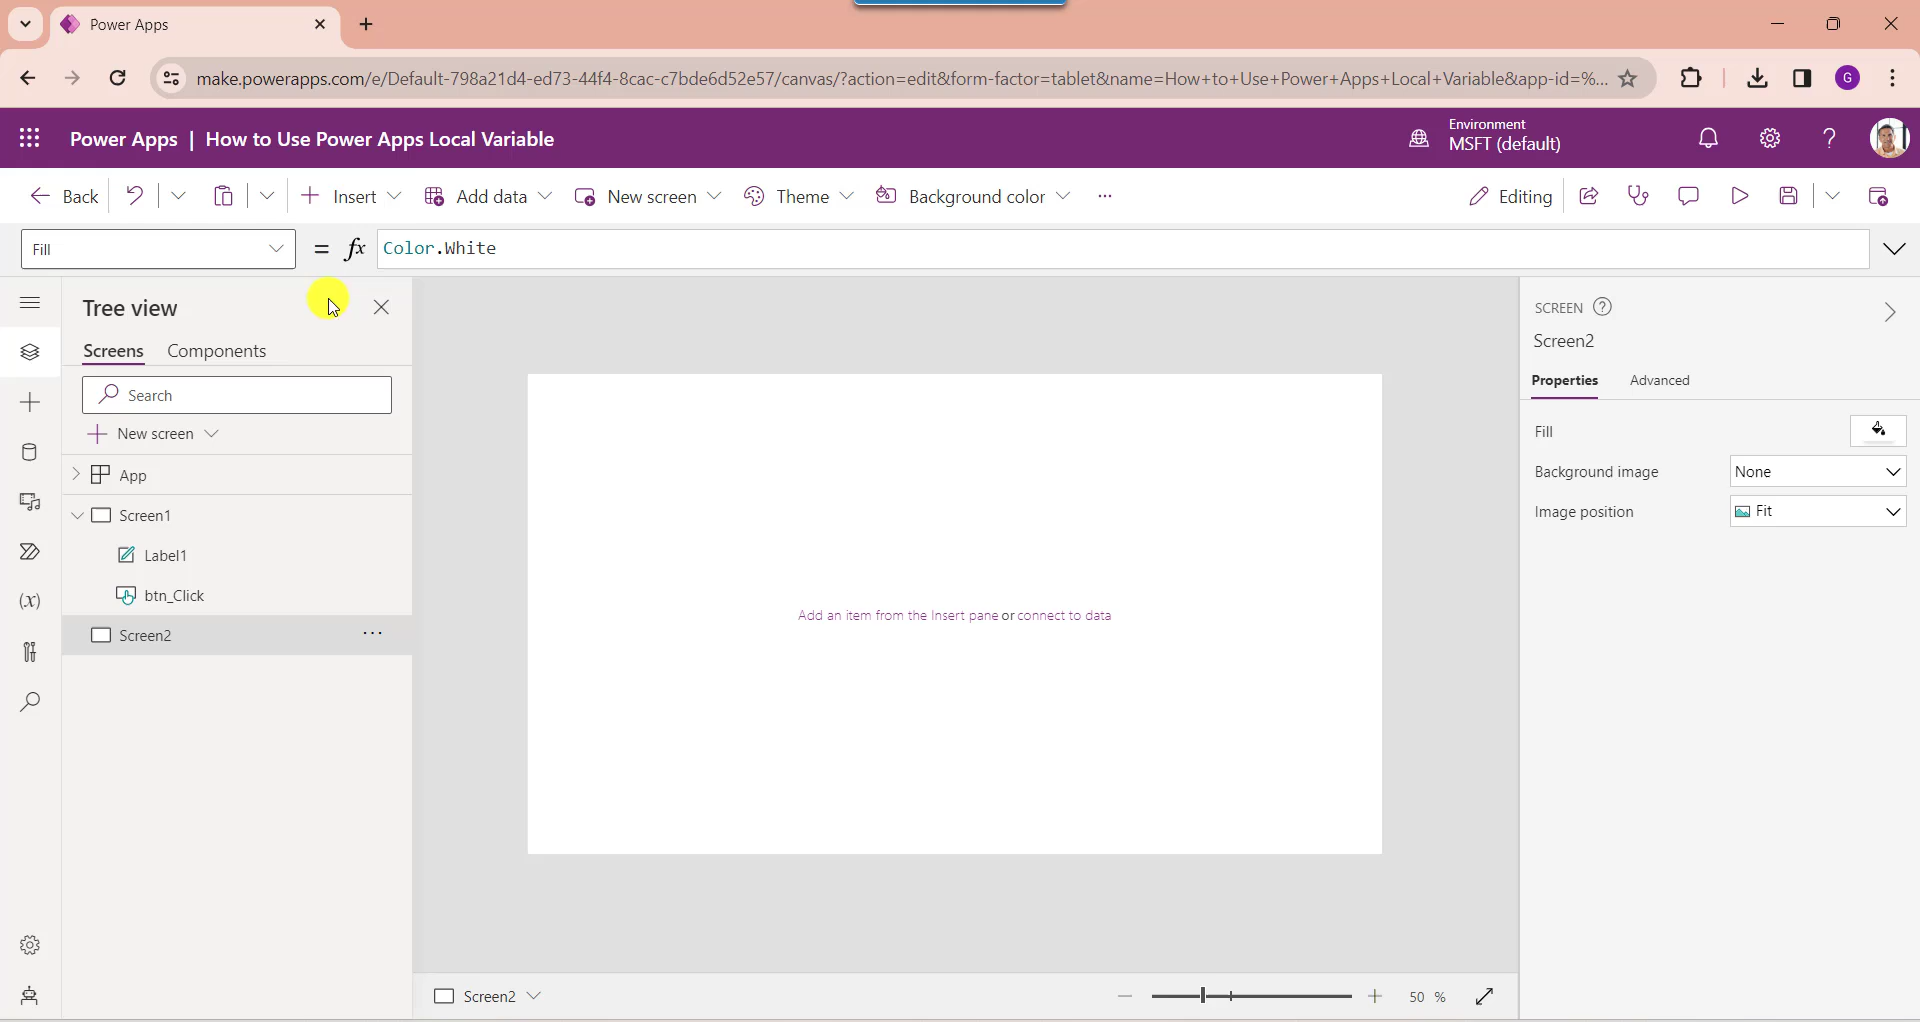 Power Apps
make.powerapps.com/e/Default-798a21d4-ed73-44f4-8cac-c7bde6d52e57/canvas/?action=edit&form-factor=tablet&name=How+to+Use+Power+Apps+Local+Variable&app-id=%...
G
Power Apps | How to Use Power Apps Local Variable
Environment
MSFT (default)
Back
Insert
Add data
New screen
Theme
Background color
...
Editing
Fill
= fx Color.White
Tree view
Screens Components
Search
New screen
App
Screen1
Label1
btn_Click
Screen2
...
(x)
Add an item from the Insert pane or connect to data
Screen2
50 %
SCREEN
Screen2
Properties Advanced
Fill
Background image None
Image position Fit